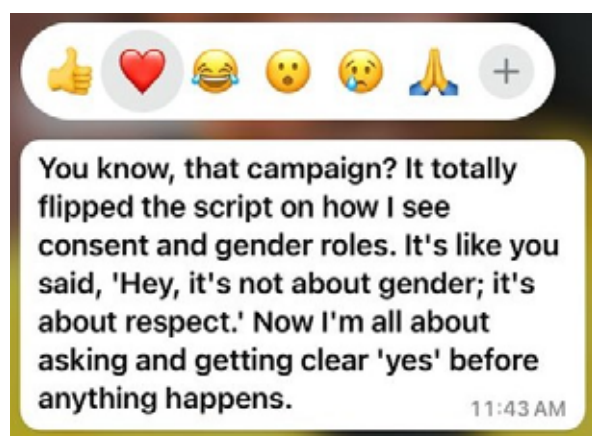 You know, that campaign? It totally
flipped the script on how I see
consent and gender roles. It's like you
said, 'Hey, it's not about gender; it's
about respect.' Now I'm all about
asking and getting clear 'yes' before
anything happens.
11:43 AM